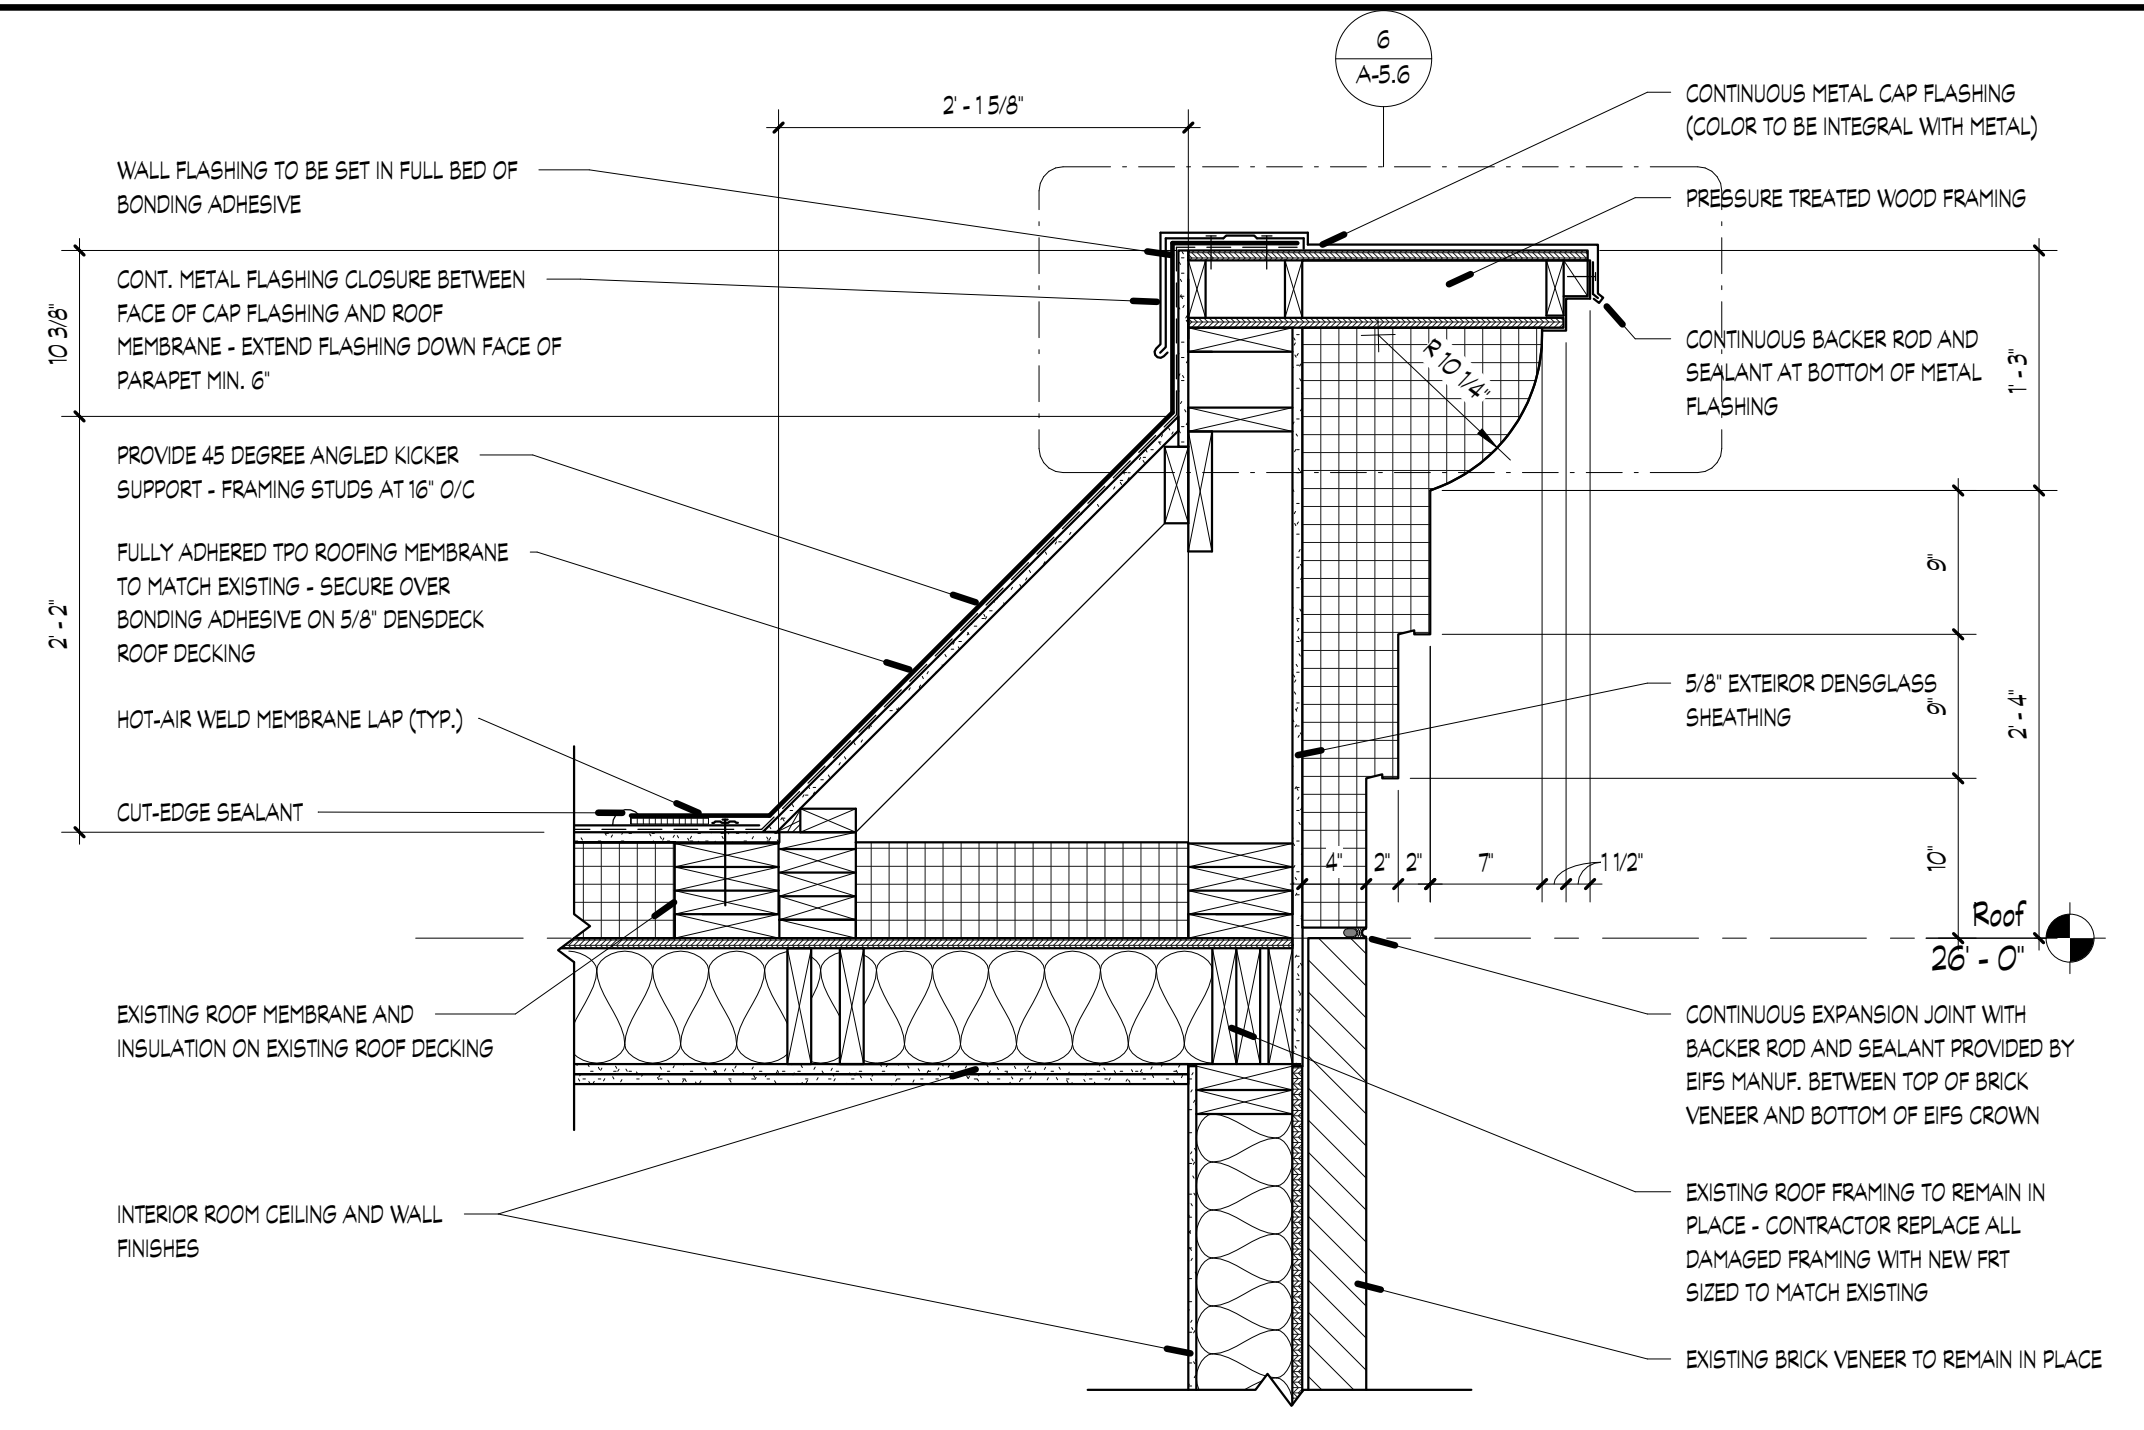 6
A-5.6
2' - 1 5/8"
WALL FLASHING TO BE SET IN FULL BED OF
BONDING ADHESIVE
CONT. METAL FLASHING CLOSURE BETWEEN
FACE OF CAP FLASHING AND ROOF
MEMBRANE - EXTEND FLASHING DOWN FACE OF
PARAPET MIN. 6"
PROVIDE 45 DEGREE ANGLED KICKER
SUPPORT - FRAMING STUDS AT 16" O/C
FULLY ADHERED TPO ROOFING MEMBRANE
TO MATCH EXISTING - SECURE OVER
BONDING ADHESIVE ON 5/8" DENSDECK
ROOF DECKING
HOT-AIR WELD MEMBRANE LAP (TYP.)
CUT-EDGE SEALANT
EXISTING ROOF MEMBRANE AND
INSULATION ON EXISTING ROOF DECKING
INTERIOR ROOM CEILING AND WALL
FINISHES
10 3/8"
2' - 2"
R 10 1/4"
4"
2"
2"
7"
1 1/2"
CONTINUOUS METAL CAP FLASHING
(COLOR TO BE INTEGRAL WITH METAL)
PRESSURE TREATED WOOD FRAMING
CONTINUOUS BACKER ROD AND
SEALANT AT BOTTOM OF METAL
FLASHING
1' - 3"
9"
5/8" EXTEIROR DENSGLASS
SHEATHING
9"
2' - 4"
10"
Roof
26' - 0"
CONTINUOUS EXPANSION JOINT WITH
BACKER ROD AND SEALANT PROVIDED BY
EIFS MANUF. BETWEEN TOP OF BRICK
VENEER AND BOTTOM OF EIFS CROWN
EXISTING ROOF FRAMING TO REMAIN IN
PLACE - CONTRACTOR REPLACE ALL
DAMAGED FRAMING WITH NEW FRT
SIZED TO MATCH EXISTING
EXISTING BRICK VENEER TO REMAIN IN PLACE